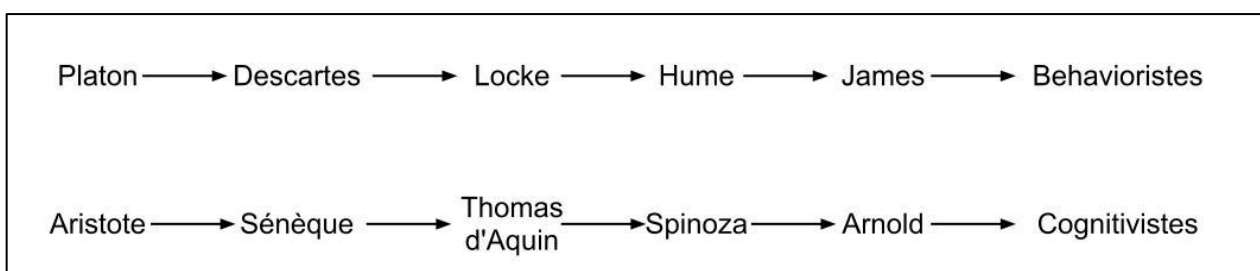 Platon Descartes Locke Hume James Behavioristes
Aristote Sénèque Thomas d'Aquin Spinoza Arnold Cognitivistes